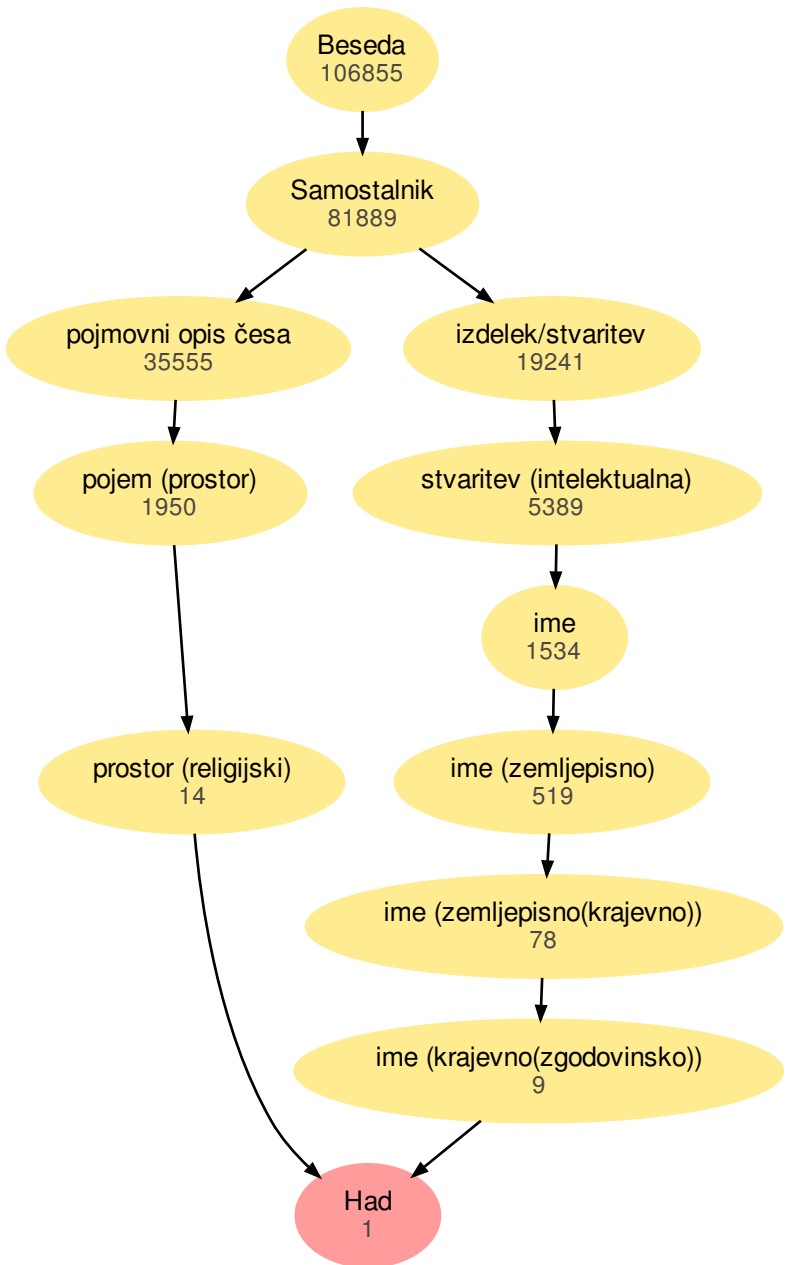 Beseda
106855
Samostalnik
81889
pojmovni opis česa
35555
izdelek/stvaritev
19241
pojem (prostor)
1950
stvaritev (intelektualna)
5389
ime
1534
prostor (religijski)
14
ime (zemljepisno)
519
ime (zemljepisno(krajevno))
78
ime (krajevno(zgodovinsko))
9
Had
1